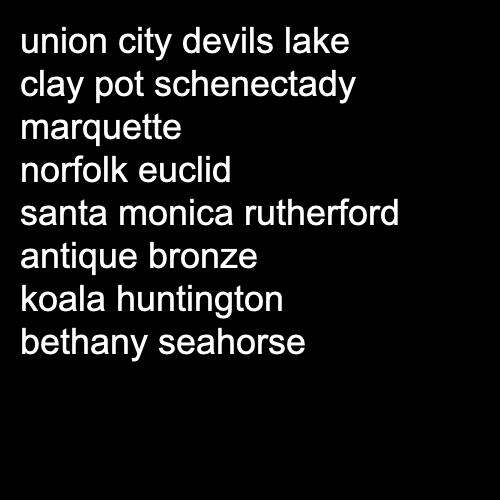 union city devils lake
clay pot schenectady
marquette
norfolk euclid
santa monica rutherford
antique bronze
koala huntington
bethany seahorse